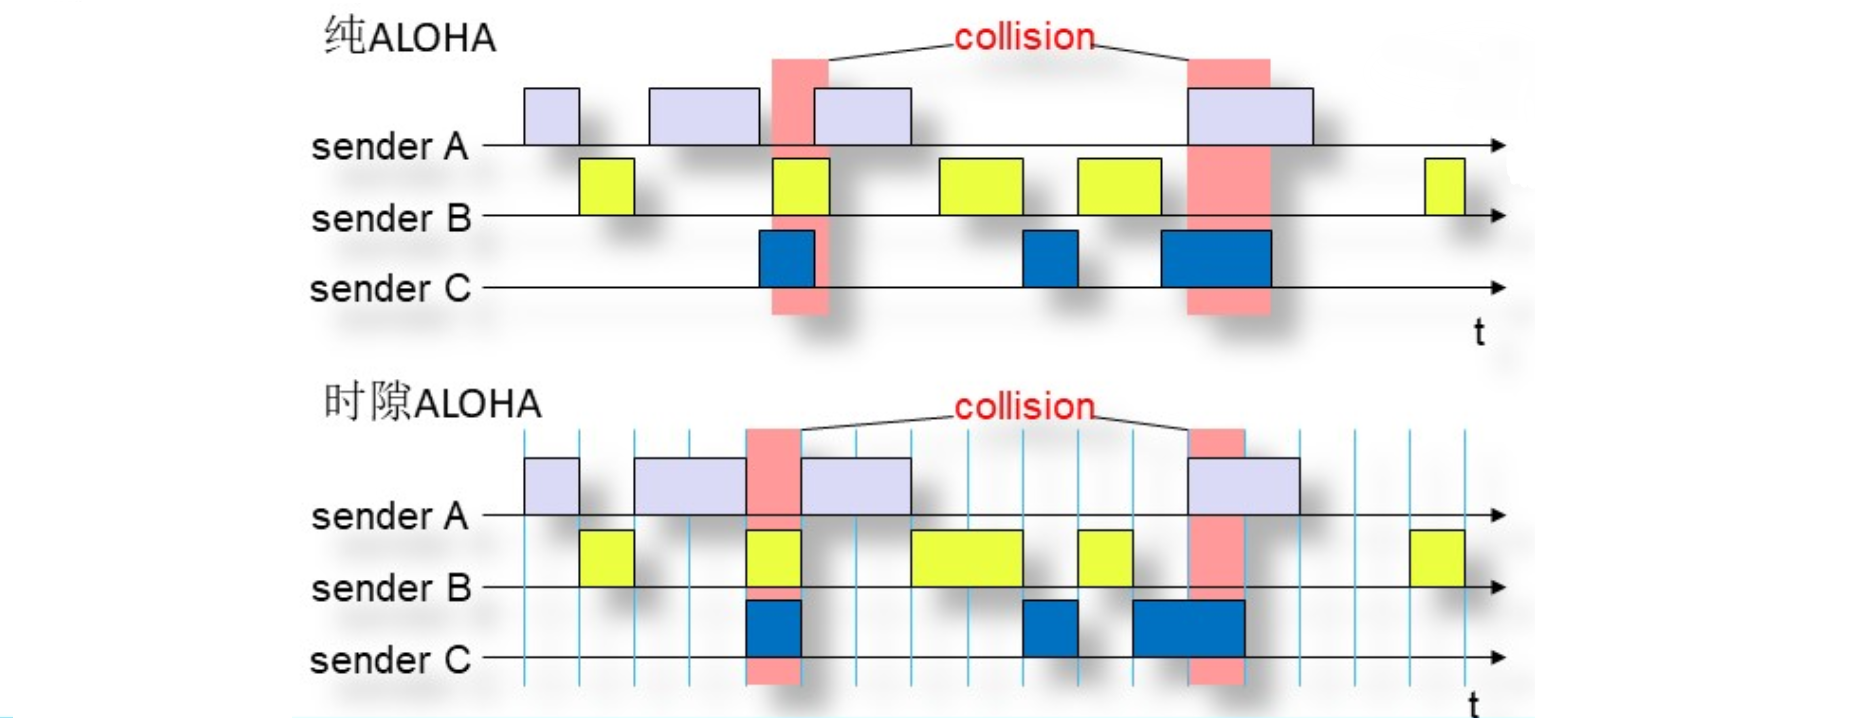 纯ALOHA
collision
sender A
sender B
sender C
t
时隙ALOHA
collision
sender A
sender B
sender C
t